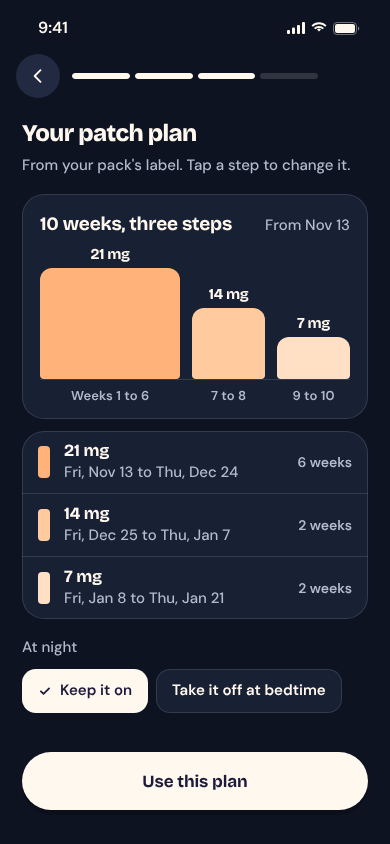 9:41
Your patch plan
From your pack's label. Tap a step to change it.
10 weeks, three steps
From Nov 13
21 mg
14 mg
7 mg
Weeks 1 to 6
7 to 8
9 to 10
21 mg
Fri, Nov 13 to Thu, Dec 24
6 weeks
14 mg
Fri, Dec 25 to Thu, Jan 7
2 weeks
7 mg
Fri, Jan 8 to Thu, Jan 21
2 weeks
At night
Keep it on
Take it off at bedtime
Use this plan